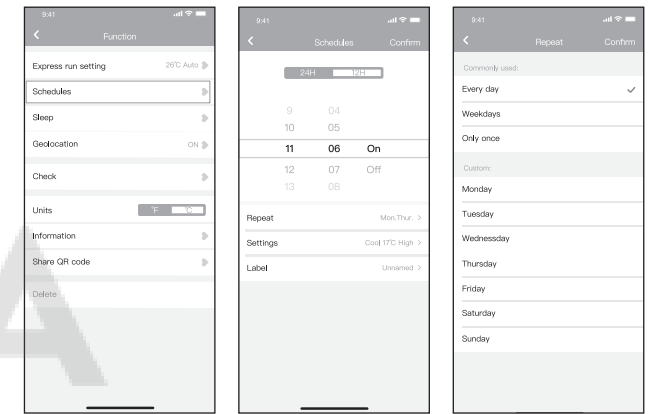 9:41
Function
Express run setting 26°C Auto
Schedules
Sleep
Geolocation ON
Check
Units °F °C
Information
Share QR code
Delete
9:41
Schedules Confirm
24H 12H
9 04
10 05
11 06 On
12 07 Off
13 08
Repeat Mon.Thur. >
Settings Cool 17°C High >
Label Unnamed >
9:41
Repeat Confirm
Commonly used:
Every day
Weekdays
Only once
Custom:
Monday
Tuesday
Wednessday
Thursday
Friday
Saturday
Sunday